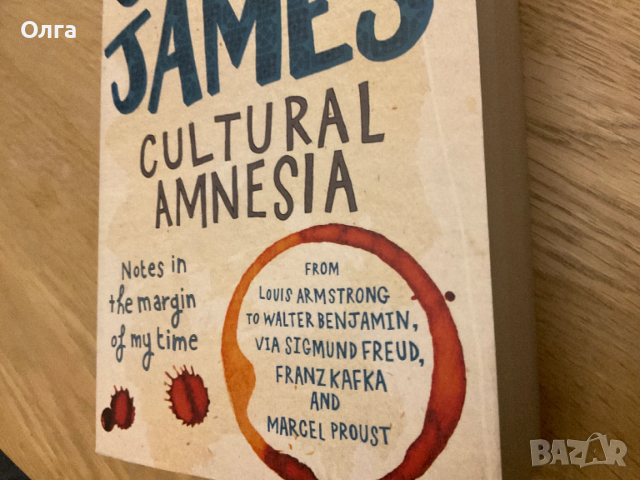 Олга
JAMES
CULTURAL
AMNESIA
Notes in
the margin
of my time
FROM
LOUIS ARMSTRONG
TO WALTER BENJAMIN,
VIA SIGMUND FREUD,
FRANZ KAFKA
AND
MARCEL PROUST
BAZAR